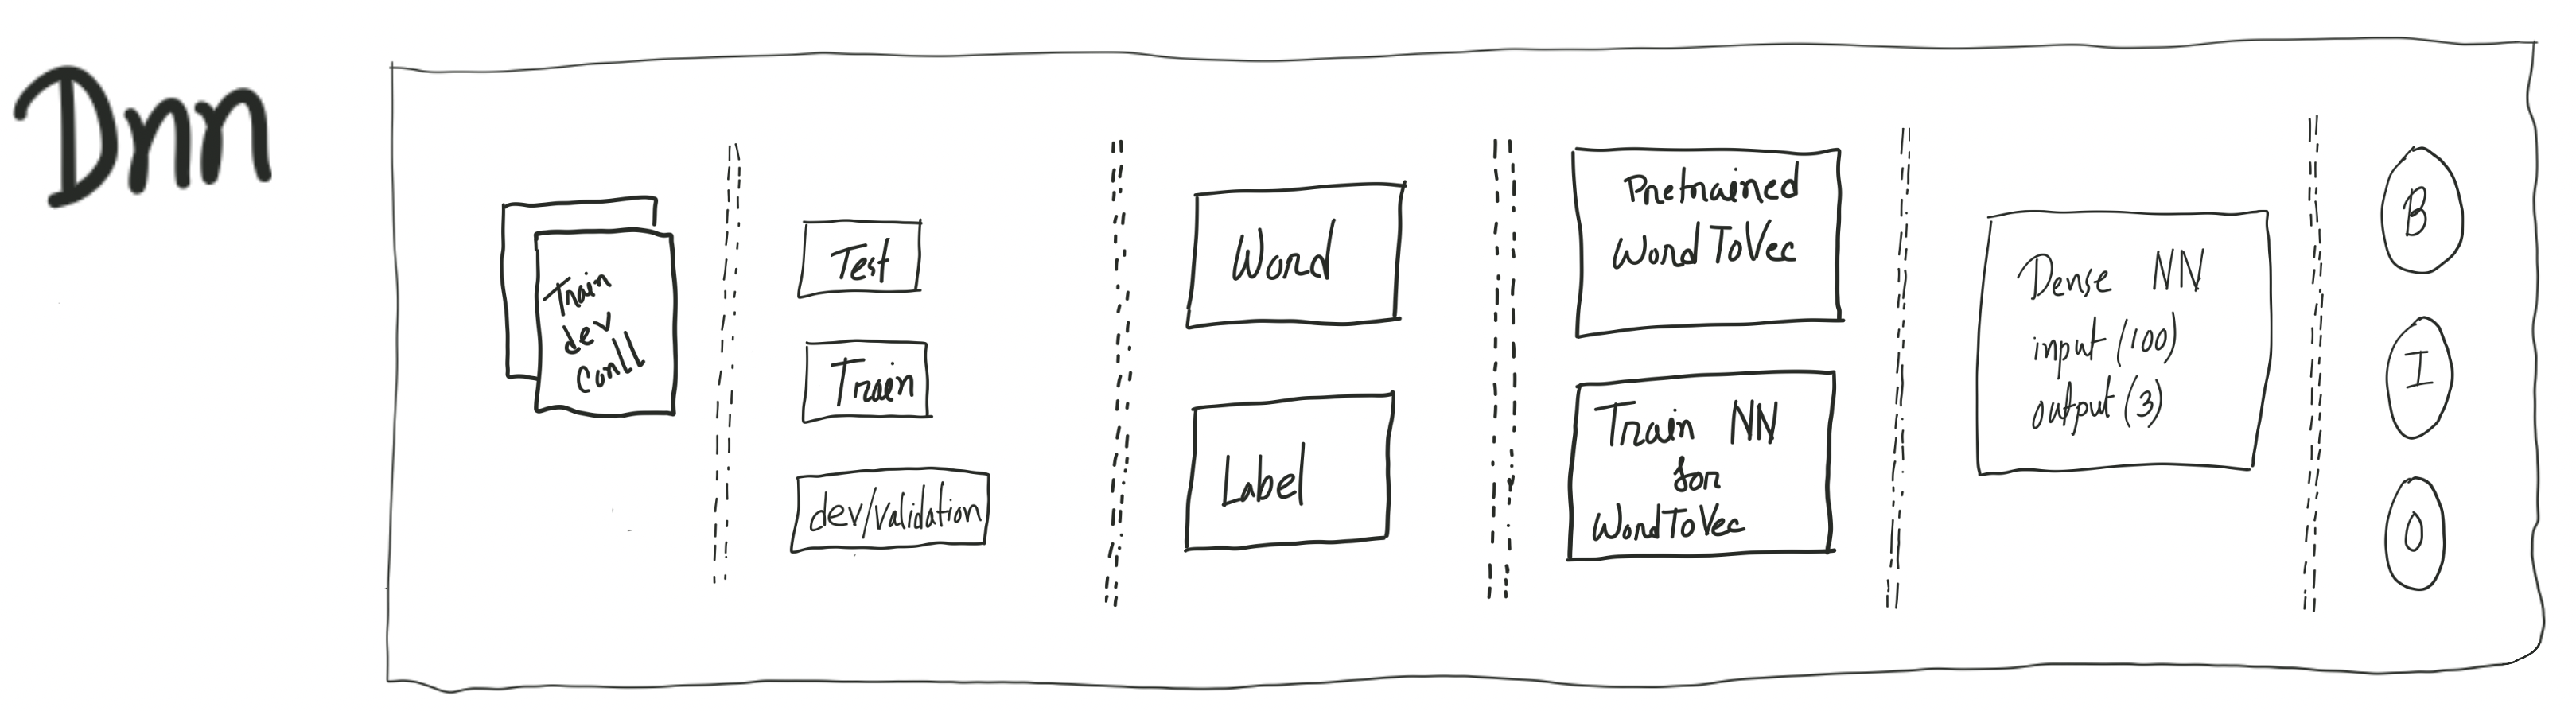 Dnn
Train
dev
Conll
Test
Train
dev/validation
Word
Label
Pretrained
WordToVec
Train NN
for
WordToVec
Dense NN
input (100)
output (3)
B
I
O